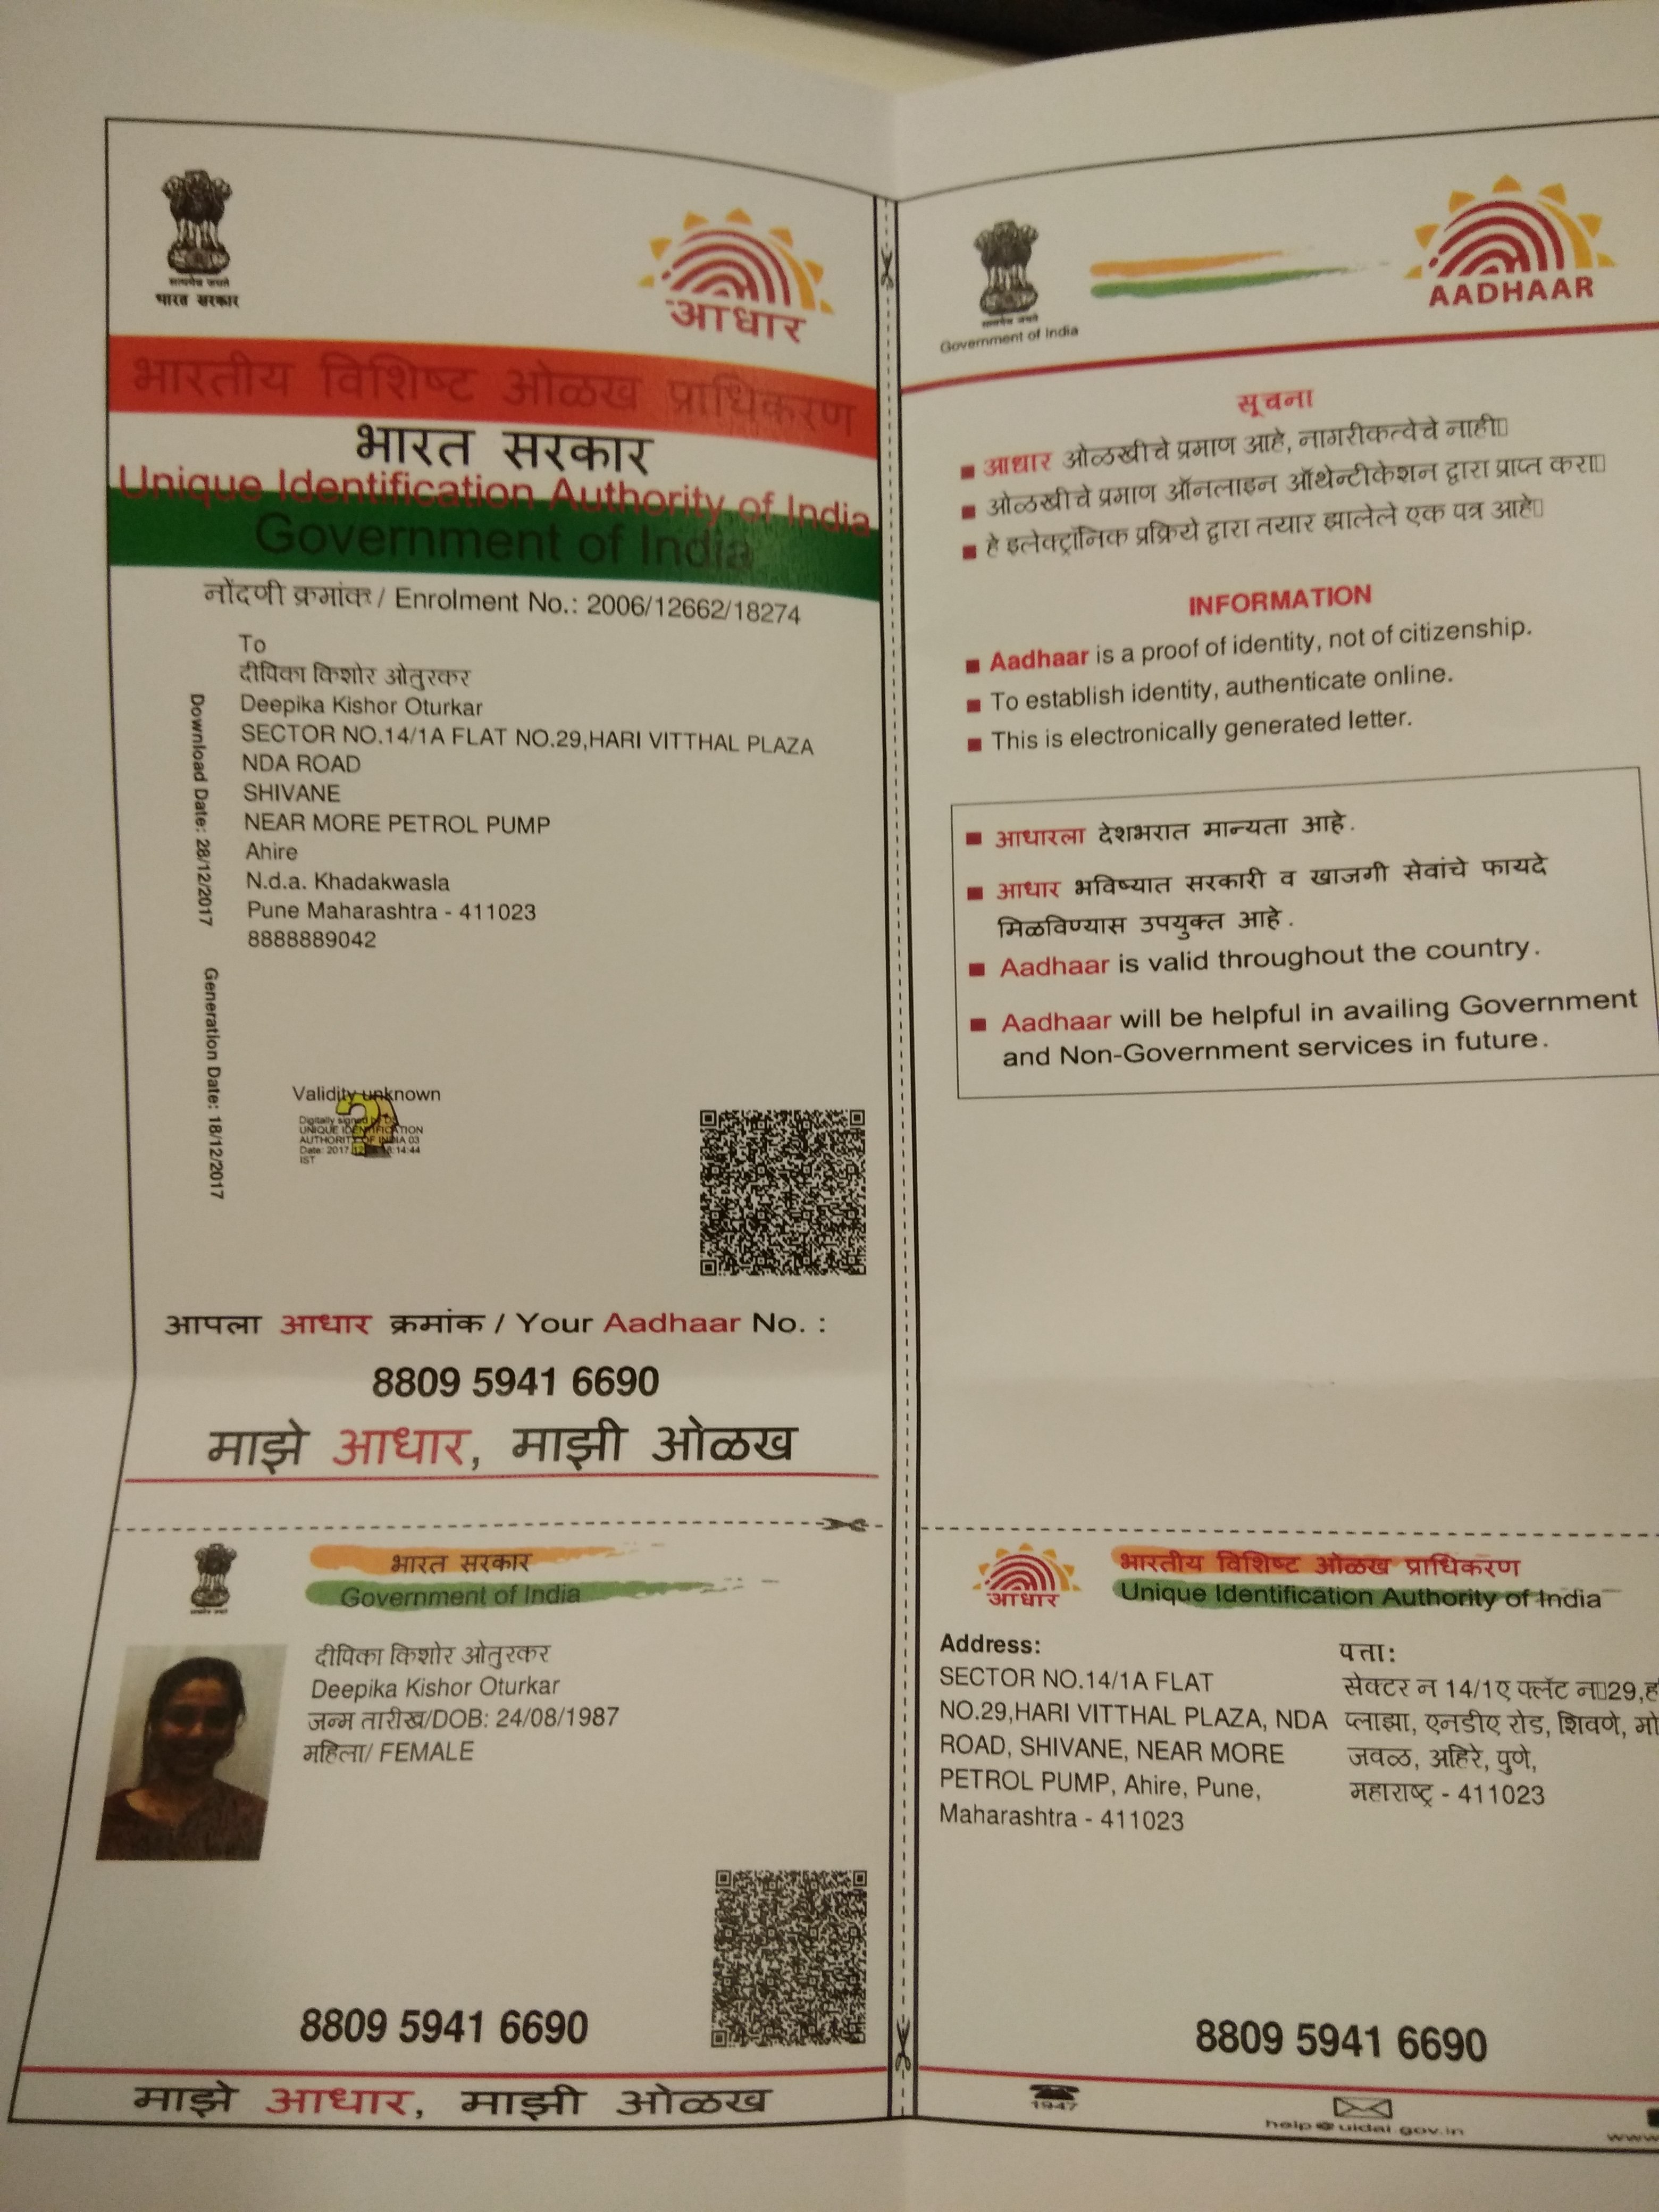 सत्यमेव जयते
भारत सरकार
आधार
भारतीय विशिष्ट ओळख प्राधिकरण
भारत सरकार
Unique Identification Authority of India
Government of India
नोंदणी क्रमांक / Enrolment No.: 2006/12662/18274
To
दीपिका किशोर ओतुरकर
Deepika Kishor Oturkar
SECTOR NO.14/1A FLAT NO.29,HARI VITTHAL PLAZA
NDA ROAD
SHIVANE
NEAR MORE PETROL PUMP
Ahire
N.d.a. Khadakwasla
Pune Maharashtra - 411023
8888889042
Download Date: 28/12/2017
Generation Date: 18/12/2017
Validity unknown
Digitally signed by
UNIQUE IDENTIFICATION
AUTHORITY OF INDIA 03
Date: 2017 14:44
IST
आपला आधार क्रमांक / Your Aadhaar No. :
8809 5941 6690
माझे आधार, माझी ओळख
सत्यमेव जयते
Government of India
AADHAAR
सूचना
आधार ओळखीचे प्रमाण आहे, नागरीकत्वेचे नाही
ओळखीचे प्रमाण ऑनलाइन ऑथेन्टीकेशन द्वारा प्राप्त करा
हे इलेक्ट्रॉनिक प्रक्रिये द्वारा तयार झालेले एक पत्र आहे
INFORMATION
Aadhaar is a proof of identity, not of citizenship.
To establish identity, authenticate online.
This is electronically generated letter.
आधारला देशभरात मान्यता आहे.
आधार भविष्यात सरकारी व खाजगी सेवांचे फायदे
मिळविण्यास उपयुक्त आहे.
Aadhaar is valid throughout the country.
Aadhaar will be helpful in availing Government
and Non-Government services in future.
भारत सरकार
Government of India
दीपिका किशोर ओतुरकर
Deepika Kishor Oturkar
जन्म तारीख/DOB: 24/08/1987
महिला/ FEMALE
8809 5941 6690
माझे आधार, माझी ओळख
आधार
भारतीय विशिष्ट ओळख प्राधिकरण
Unique Identification Authority of India
Address:
SECTOR NO.14/1A FLAT
NO.29,HARI VITTHAL PLAZA, NDA
ROAD, SHIVANE, NEAR MORE
PETROL PUMP, Ahire, Pune,
Maharashtra - 411023
पत्ता:
सेक्टर न 14/1ए फ्लॅट न 29,ह
प्लाझा, एनडीए रोड, शिवणे, मो
जवळ, अहिरे, पुणे,
महाराष्ट्र - 411023
8809 5941 6690
1947
help@uidai.gov.in
www